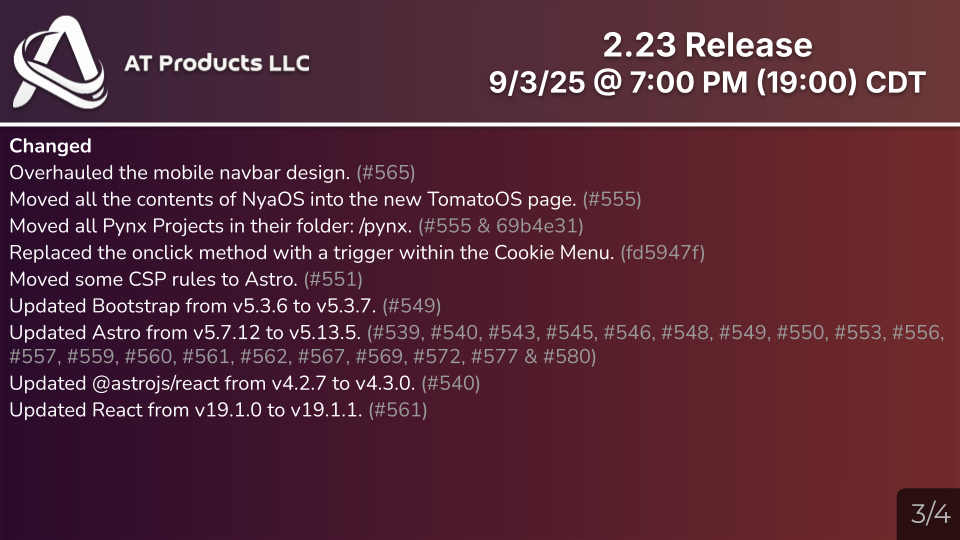 AT Products LLC
2.23 Release
9/3/25 @ 7:00 PM (19:00) CDT
Changed
Overhauled the mobile navbar design. (#565)
Moved all the contents of NyaOS into the new TomatoOS page. (#555)
Moved all Pynx Projects in their folder: /pynx. (#555 & 69b4e31)
Replaced the onclick method with a trigger within the Cookie Menu. (fd5947f)
Moved some CSP rules to Astro. (#551)
Updated Bootstrap from v5.3.6 to v5.3.7. (#549)
Updated Astro from v5.7.12 to v5.13.5. (#539, #540, #543, #545, #546, #548, #549, #550, #553, #556,
#557, #559, #560, #561, #562, #567, #569, #572, #577 & #580)
Updated @astrojs/react from v4.2.7 to v4.3.0. (#540)
Updated React from v19.1.0 to v19.1.1. (#561)
3/4